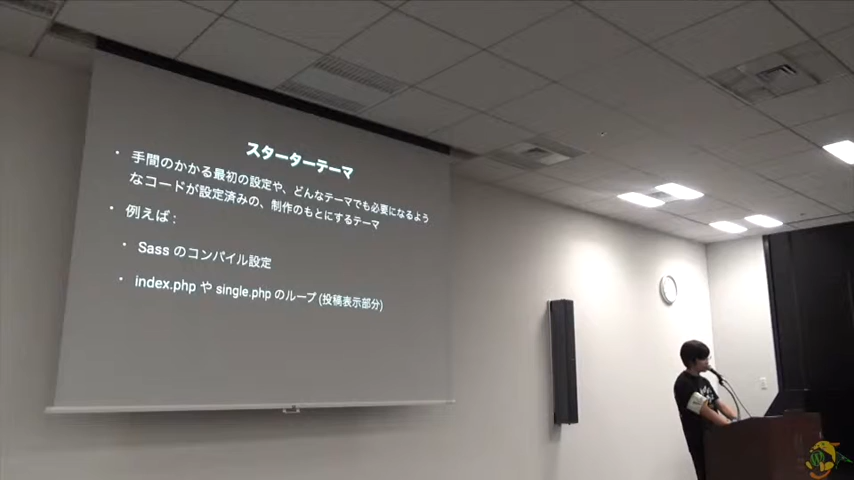 スターターテーマ
・手間のかかる最初の設定や、どんなテーマでも必要になるよう
なコードが設定済みの、制作のもとにするテーマ
・例えば:
・Sass のコンパイル設定
・index.php や single.php のループ(投稿表示部分)